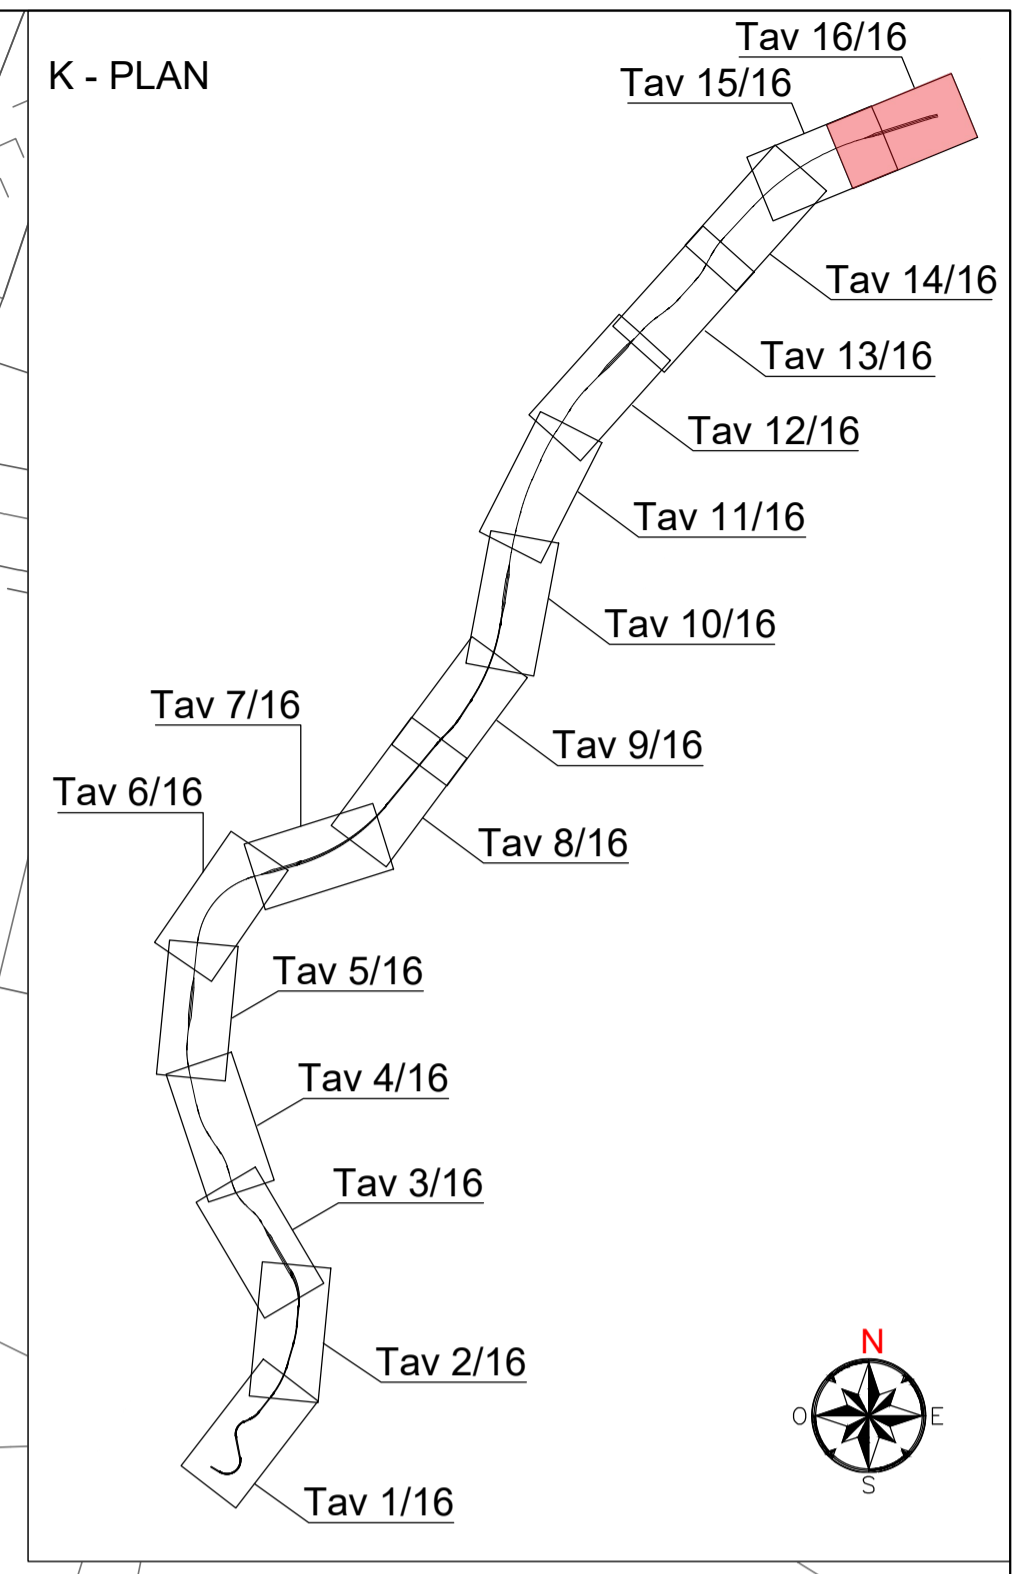 Tav 16/16
K - PLAN
Tav 15/16
Tav 14/16
Tav 13/16
Tav 12/16
Tav 11/16
Tav 10/16
Tav 7/16
Tav 9/16
Tav 6/16
Tav 8/16
Tav 5/16
Tav 4/16
Tav 3/16
N
Tav 2/16
O
E
S
Tav 1/16